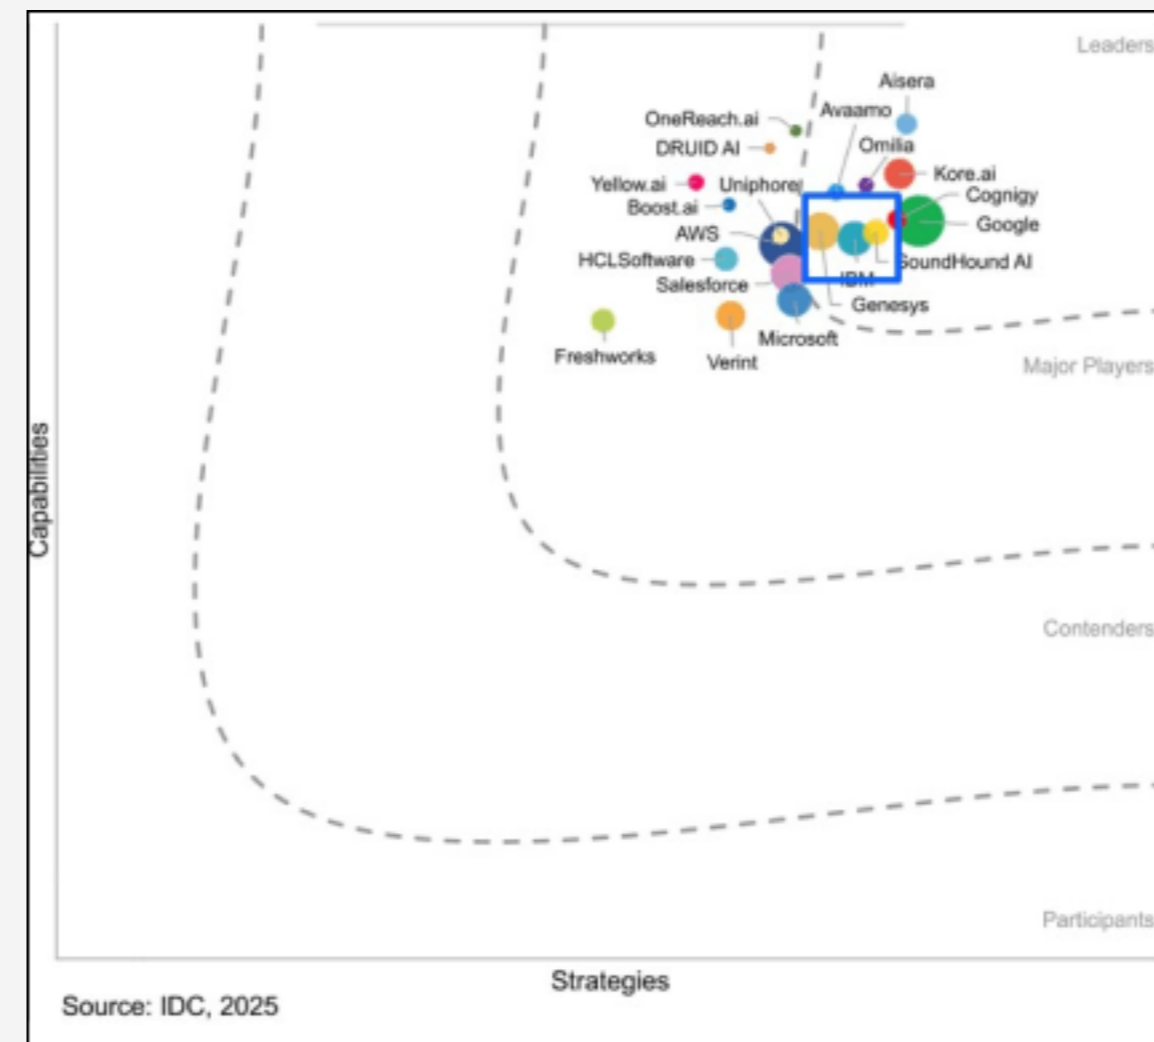 Leaders
Aisera
Avaamo
OneReach.ai
Omilia
DRUID AI
Kore.ai
Yellow.ai
Uniphore
Cognigy
Boost.ai
Google
AWS
HCLSoftware
SoundHound AI
IBM
Salesforce
Genesys
Microsoft
Freshworks
Verint
Major Players
Capabilities
Contenders
Participants
Strategies
Source: IDC, 2025